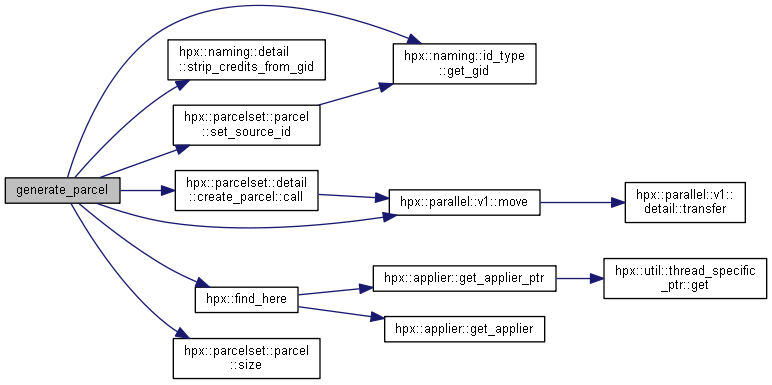 hpx::naming::detail
::strip_credits_from_gid
hpx::naming::id_type
::get_gid
hpx::parcelset::parcel
::set_source_id
generate_parcel
hpx::parcelset::detail
::create_parcel::call
hpx::parallel::v1::move
hpx::parallel::v1::
detail::transfer
hpx::find_here
hpx::applier::get_applier_ptr
hpx::util::thread_specific
_ptr::get
hpx::applier::get_applier
hpx::parcelset::parcel
::size